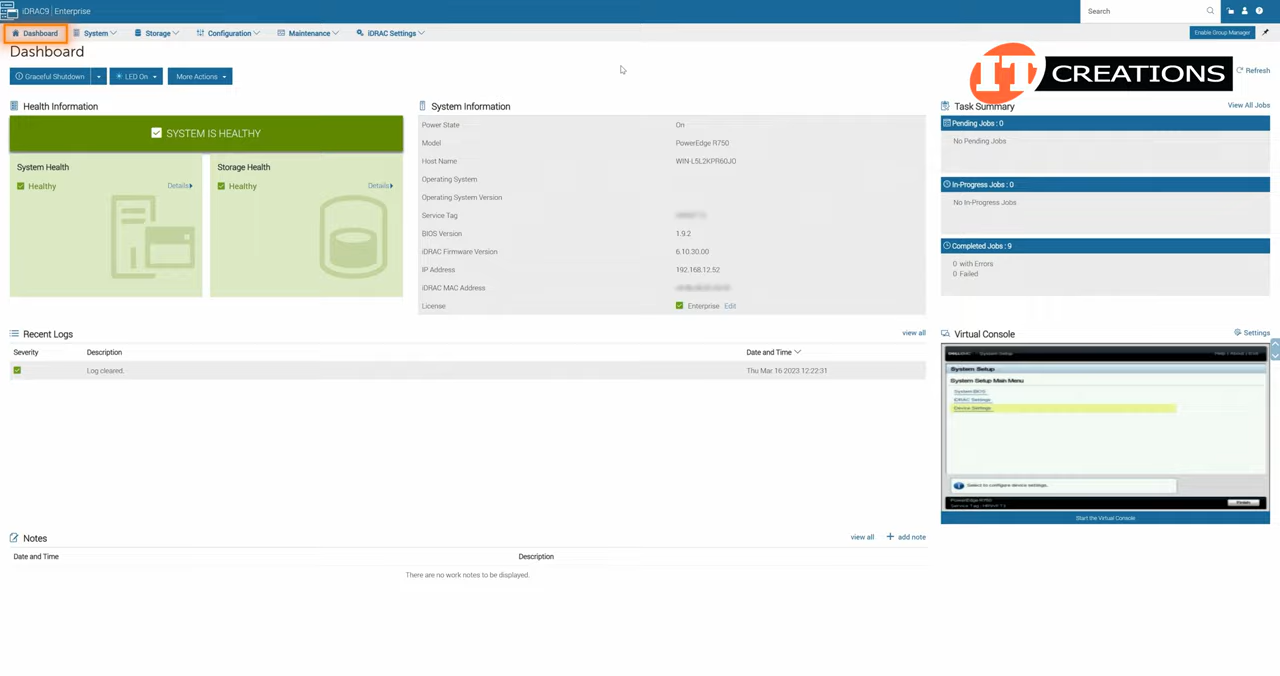 iDRAC9 | Enterprise
Search
Dashboard System Storage Configuration Maintenance iDRAC Settings
Enable Group Manager
Dashboard
IT CREATIONS
Refresh
Graceful Shutdown LED On More Actions
Health Information
SYSTEM IS HEALTHY
System Health
Healthy
Details
Storage Health
Healthy
Details
System Information
Power State On
Model PowerEdge R750
Host Name WIN-L5L2KPR60JO
Operating System
Operating System Version
Service Tag
BIOS Version 1.9.2
iDRAC Firmware Version 6.10.30.00
IP Address 192.168.12.52
iDRAC MAC Address
License Enterprise Edit
Task Summary
View All Jobs
Pending Jobs : 0
No Pending Jobs
In-Progress Jobs : 0
No In-Progress Jobs
Completed Jobs : 9
0 with Errors
0 Failed
Recent Logs
view all
Severity Description Date and Time
Log cleared. Thu Mar 16 2023 12:22:31
Virtual Console
Settings
System Setup
System Setup
System Setup Main Menu
System BIOS
iDRAC Settings
Device Settings
Select to configure device settings.
PowerEdge R750
Finish
Start the Virtual Console
Notes
view all
+ add note
Date and Time Description
There are no work notes to be displayed.